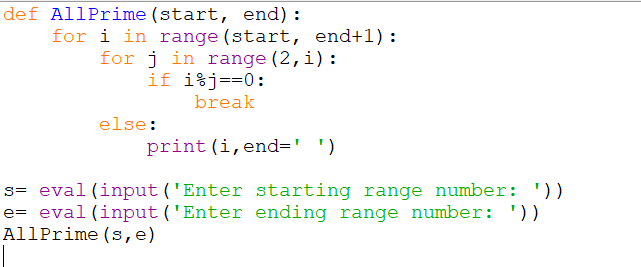 def AllPrime(start, end):
    for i in range(start, end+1):
        for j in range(2,i):
            if i%j==0:
                break
        else:
            print(i,end=' ')

s= eval(input('Enter starting range number: '))
e= eval(input('Enter ending range number: '))
AllPrime(s,e)